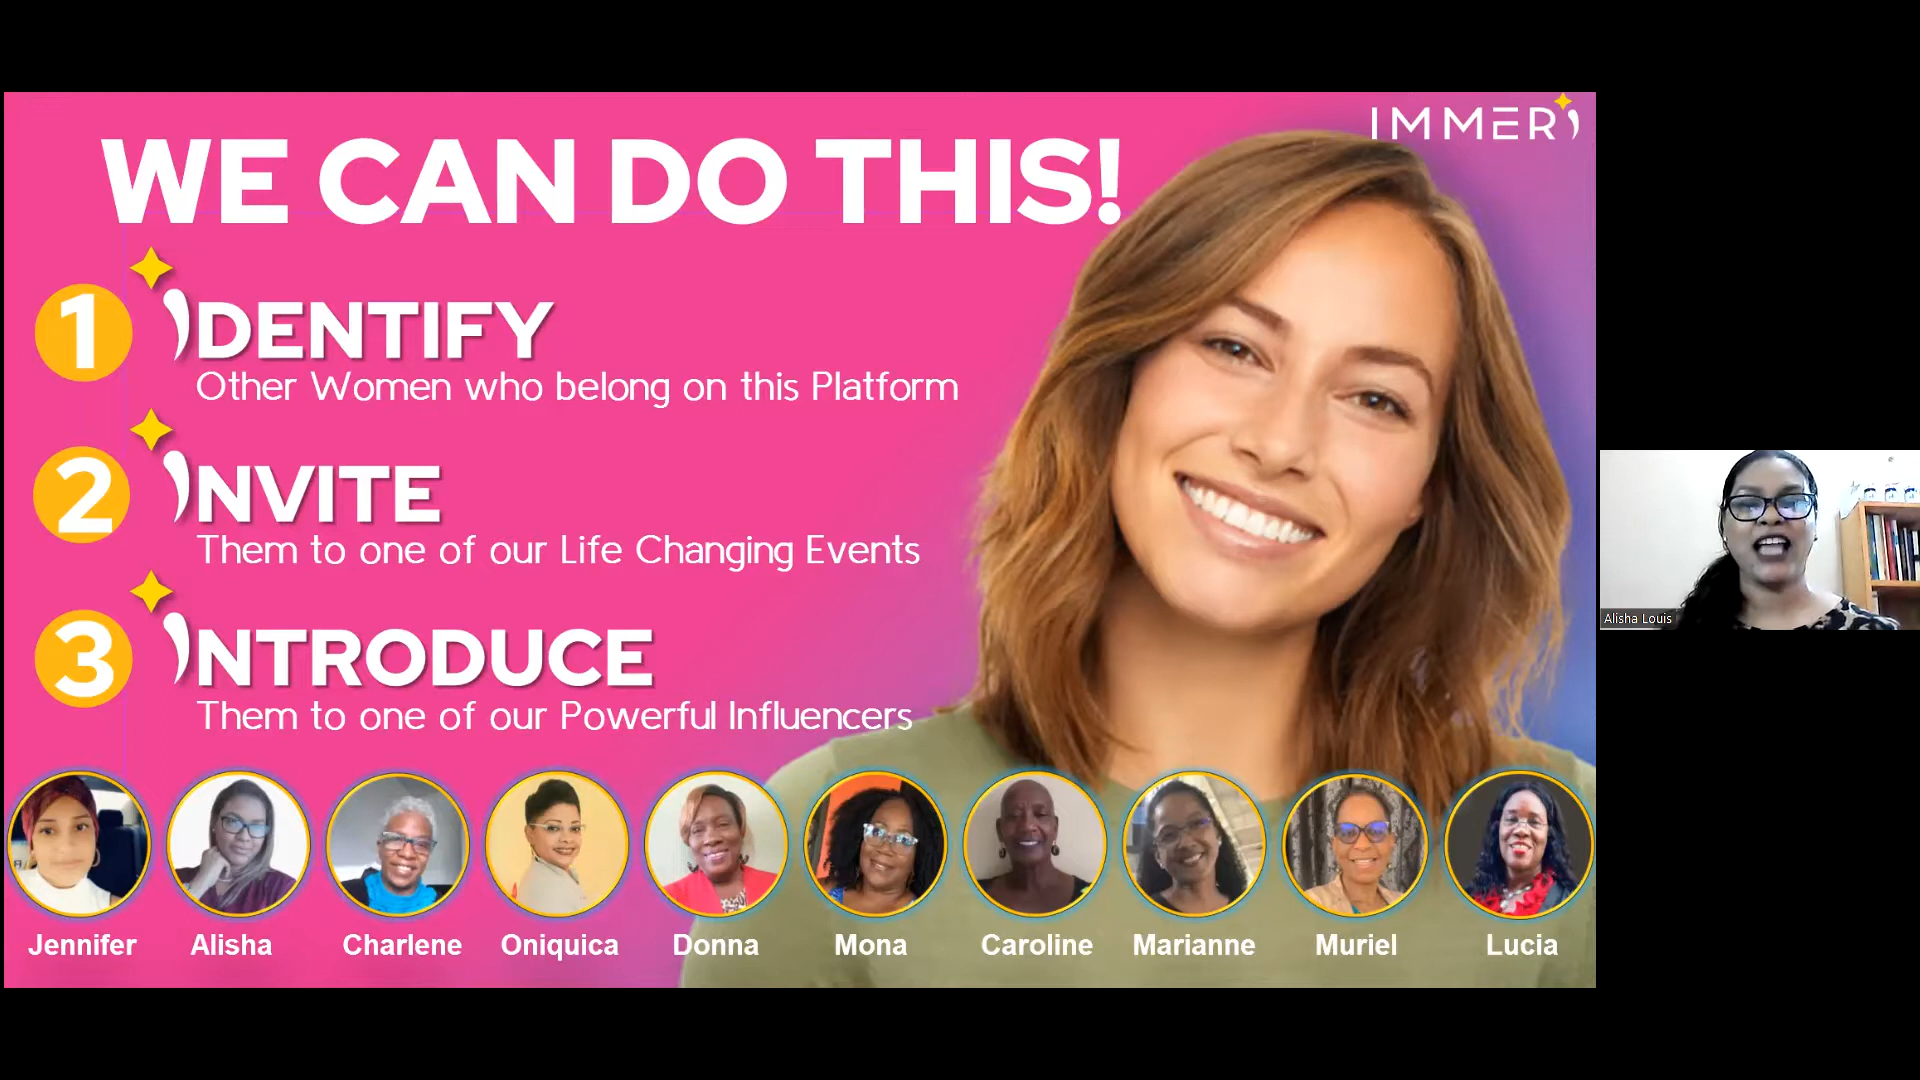 IMMERI
WE CAN DO THIS!
1
IDENTIFY
Other Women who belong on this Platform
2
INVITE
Them to one of our Life Changing Events
3
INTRODUCE
Them to one of our Powerful Influencers
Jennifer Alisha Charlene Oniquica Donna Mona Caroline Marianne Muriel Lucia
Alisha Louis